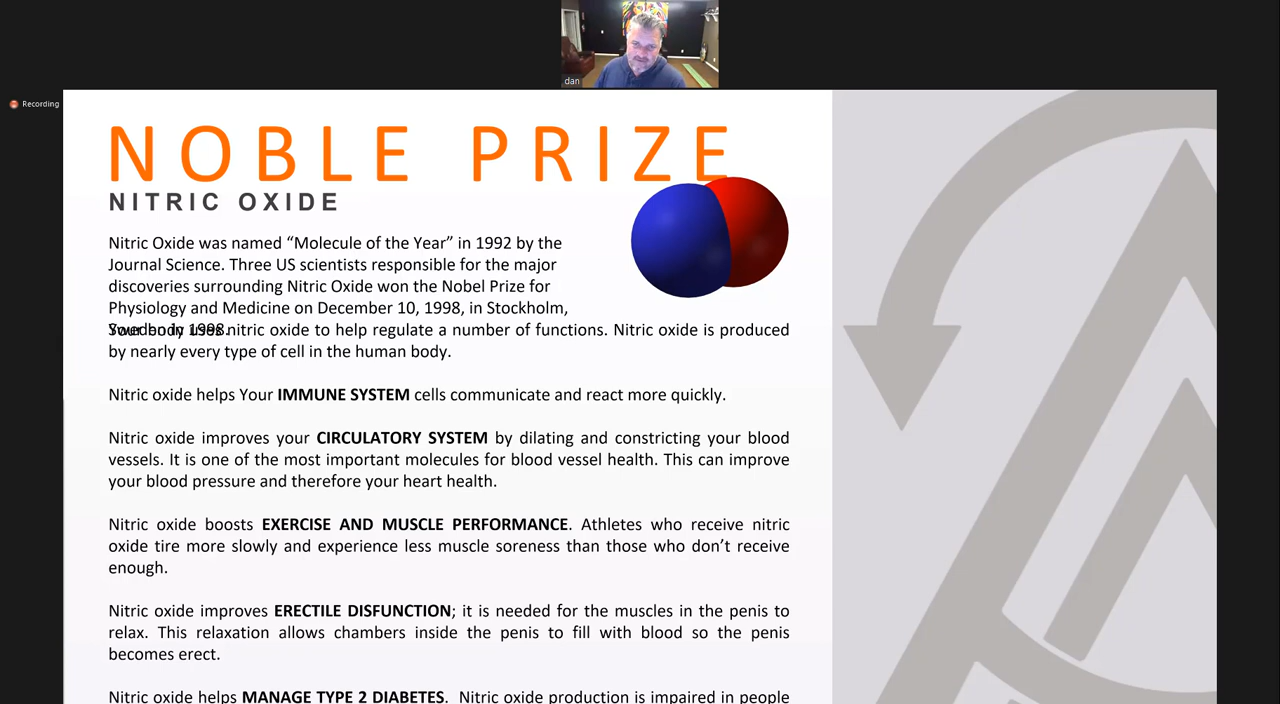 dan
Recording
NOBLE PRIZE
NITRIC OXIDE
Nitric Oxide was named “Molecule of the Year” in 1992 by the
Journal Science. Three US scientists responsible for the major
discoveries surrounding Nitric Oxide won the Nobel Prize for
Physiology and Medicine on December 10, 1998, in Stockholm,
Sweden in 1998.
Your body uses nitric oxide to help regulate a number of functions. Nitric oxide is produced
by nearly every type of cell in the human body.
Nitric oxide helps Your IMMUNE SYSTEM cells communicate and react more quickly.
Nitric oxide improves your CIRCULATORY SYSTEM by dilating and constricting your blood
vessels. It is one of the most important molecules for blood vessel health. This can improve
your blood pressure and therefore your heart health.
Nitric oxide boosts EXERCISE AND MUSCLE PERFORMANCE. Athletes who receive nitric
oxide tire more slowly and experience less muscle soreness than those who don’t receive
enough.
Nitric oxide improves ERECTILE DISFUNCTION; it is needed for the muscles in the penis to
relax. This relaxation allows chambers inside the penis to fill with blood so the penis
becomes erect.
Nitric oxide helps MANAGE TYPE 2 DIABETES. Nitric oxide production is impaired in people